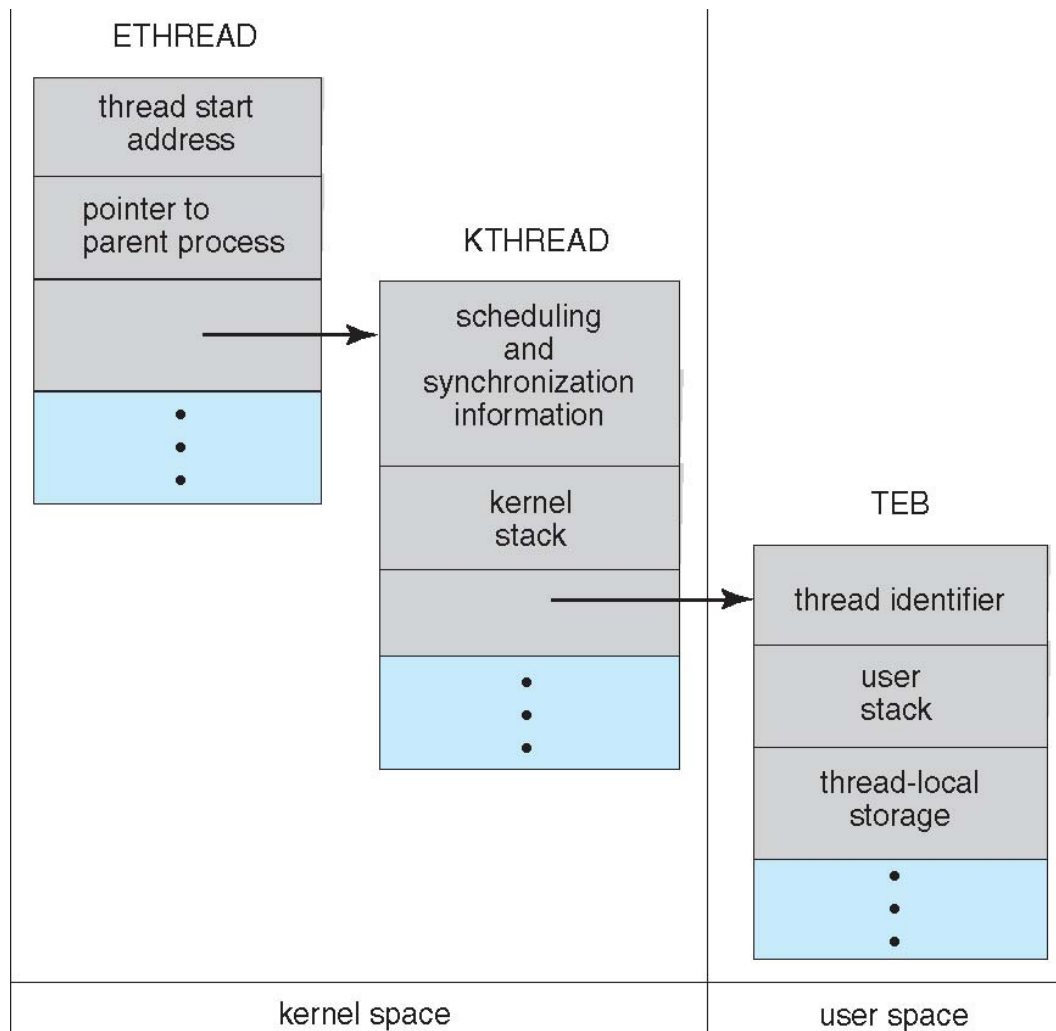 ETHREAD
thread start
address
pointer to
parent process
KTHREAD
scheduling
and
synchronization
information
kernel
stack
TEB
thread identifier
user
stack
thread-local
storage
kernel space
user space